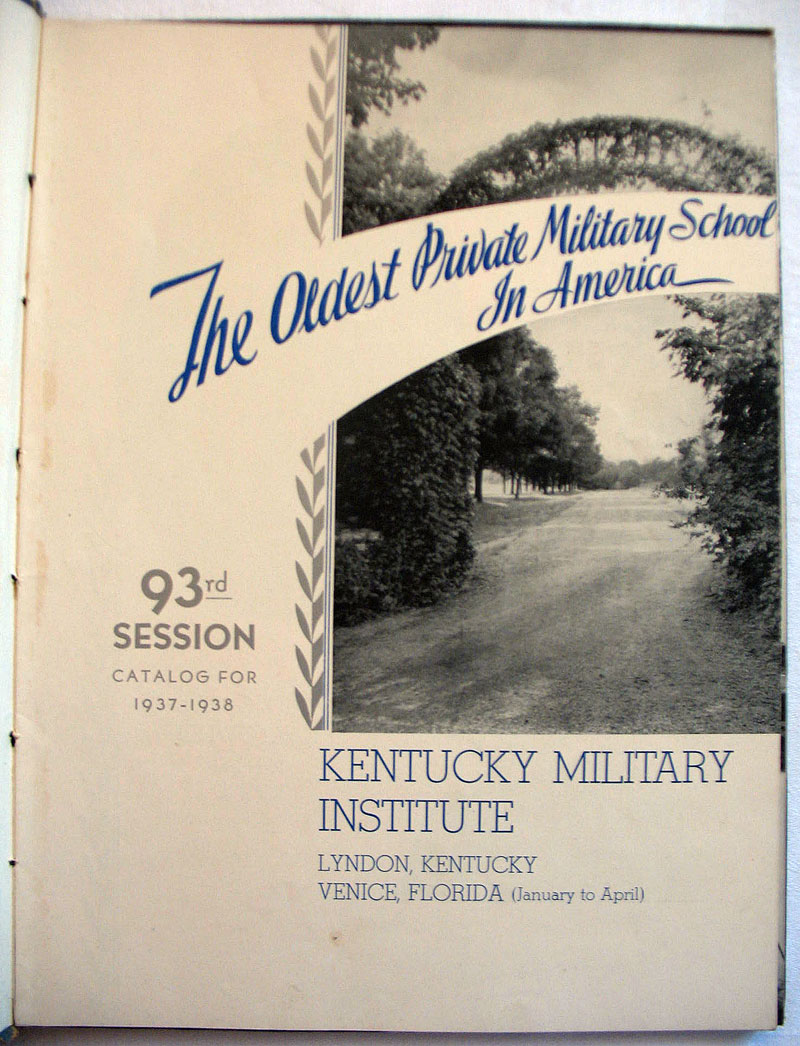 The Oldest Private Military School
In America
93rd
SESSION
CATALOG FOR
1937-1938
KENTUCKY MILITARY
INSTITUTE
LYNDON, KENTUCKY
VENICE, FLORIDA (January to April)